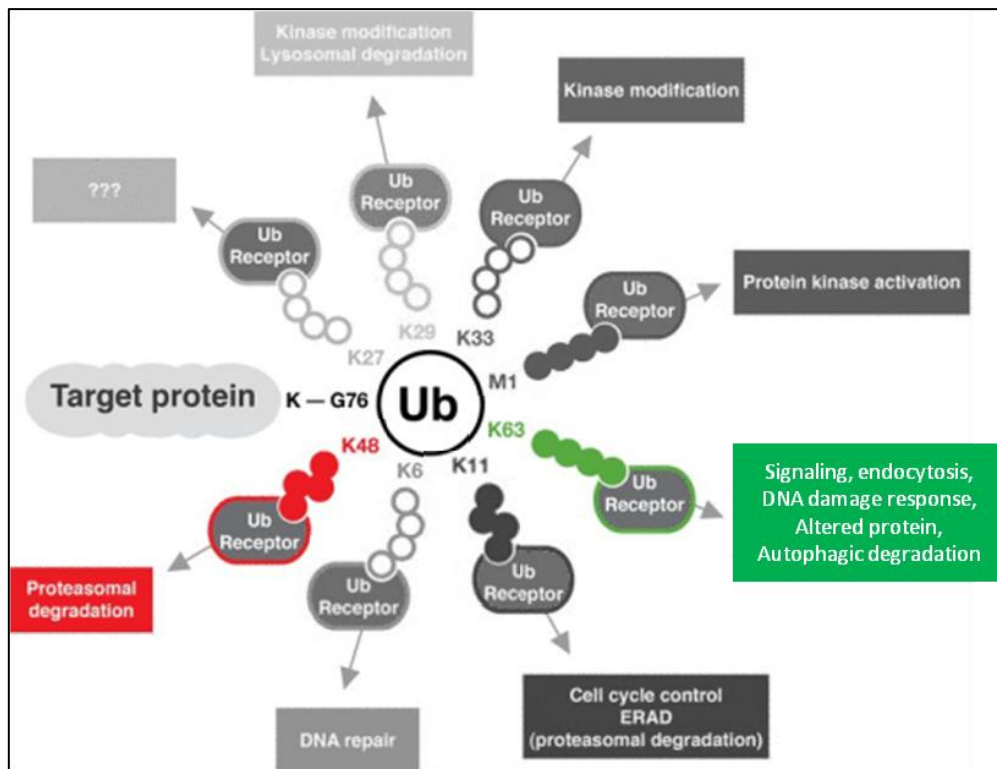 Kinase modification
Lysosomal degradation
Kinase modification
???
Ub
Receptor
Ub
Receptor
Ub
Receptor
Ub
Receptor
Protein kinase activation
K27
K29
K33
M1
Target protein
K — G76
Ub
K63
K48
K6
K11
Ub
Receptor
Ub
Receptor
Ub
Receptor
Ub
Receptor
Signaling, endocytosis,
DNA damage response,
Altered protein,
Autophagic degradation
Proteasomal
degradation
DNA repair
Cell cycle control
ERAD
(proteasomal degradation)